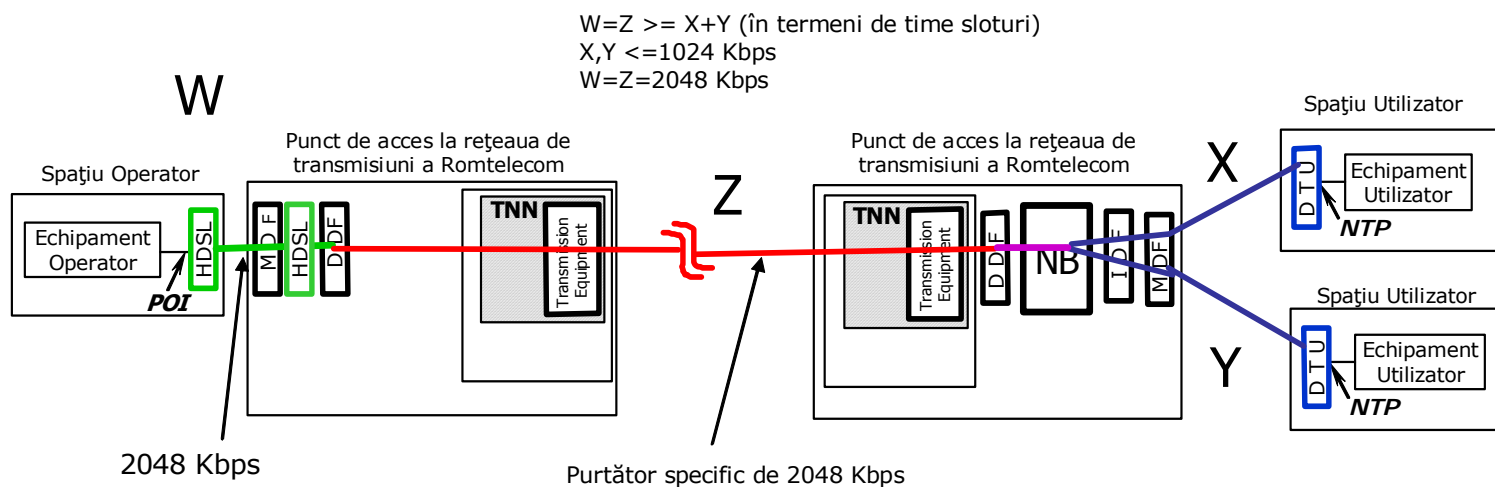 W=Z >= X+Y (în termeni de time sloturi)
X,Y <=1024 Kbps
W=Z=2048 Kbps
W
Spaţiu Operator
Echipament
Operator
POI
HDSL
2048 Kbps
Punct de acces la reţeaua de
transmisiuni a Romtelecom
M D F
HDSL
D D F
TNN
Transmission
Equipment
Z
Purtător specific de 2048 Kbps
Punct de acces la reţeaua de
transmisiuni a Romtelecom
TNN
Transmission
Equipment
D D F
NB
I D F
M D F
X
Spaţiu Utilizator
D T U
Echipament
Utilizator
NTP
Y
Spaţiu Utilizator
D T U
Echipament
Utilizator
NTP